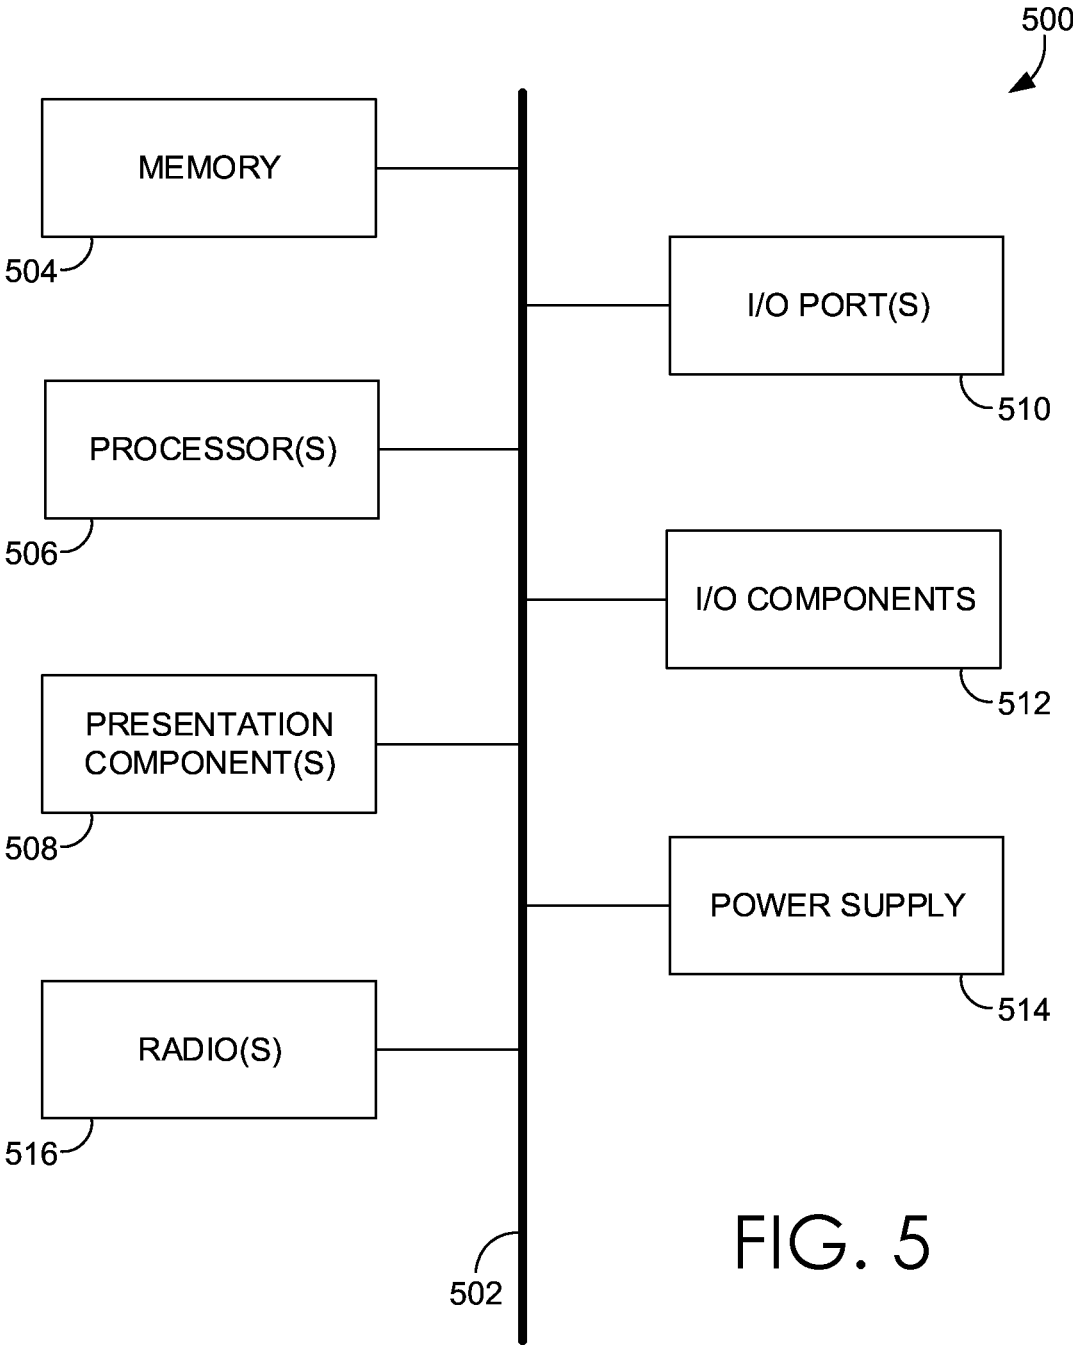 500
MEMORY
504
I/O PORT(S)
510
PROCESSOR(S)
506
I/O COMPONENTS
512
PRESENTATION
COMPONENT(S)
508
POWER SUPPLY
514
RADIO(S)
516
502
FIG. 5